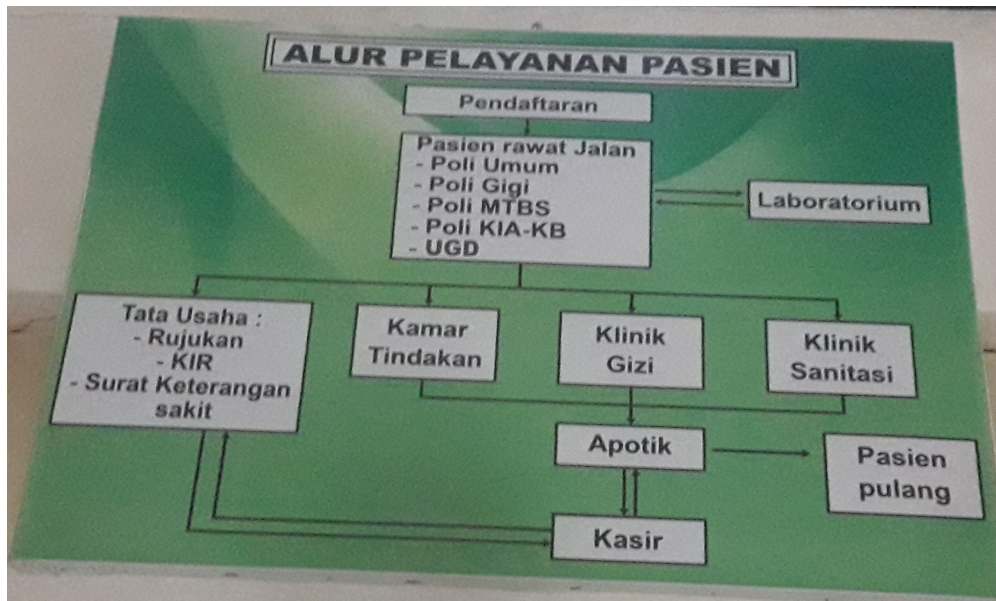 ALUR PELAYANAN PASIEN
Pendaftaran
Pasien rawat Jalan
- Poli Umum
- Poli Gigi
- Poli MTBS
- Poli KIA-KB
- UGD
Laboratorium
Tata Usaha :
- Rujukan
- KIR
- Surat Keterangan
sakit
Kamar
Tindakan
Klinik
Gizi
Klinik
Sanitasi
Apotik
Pasien
pulang
Kasir